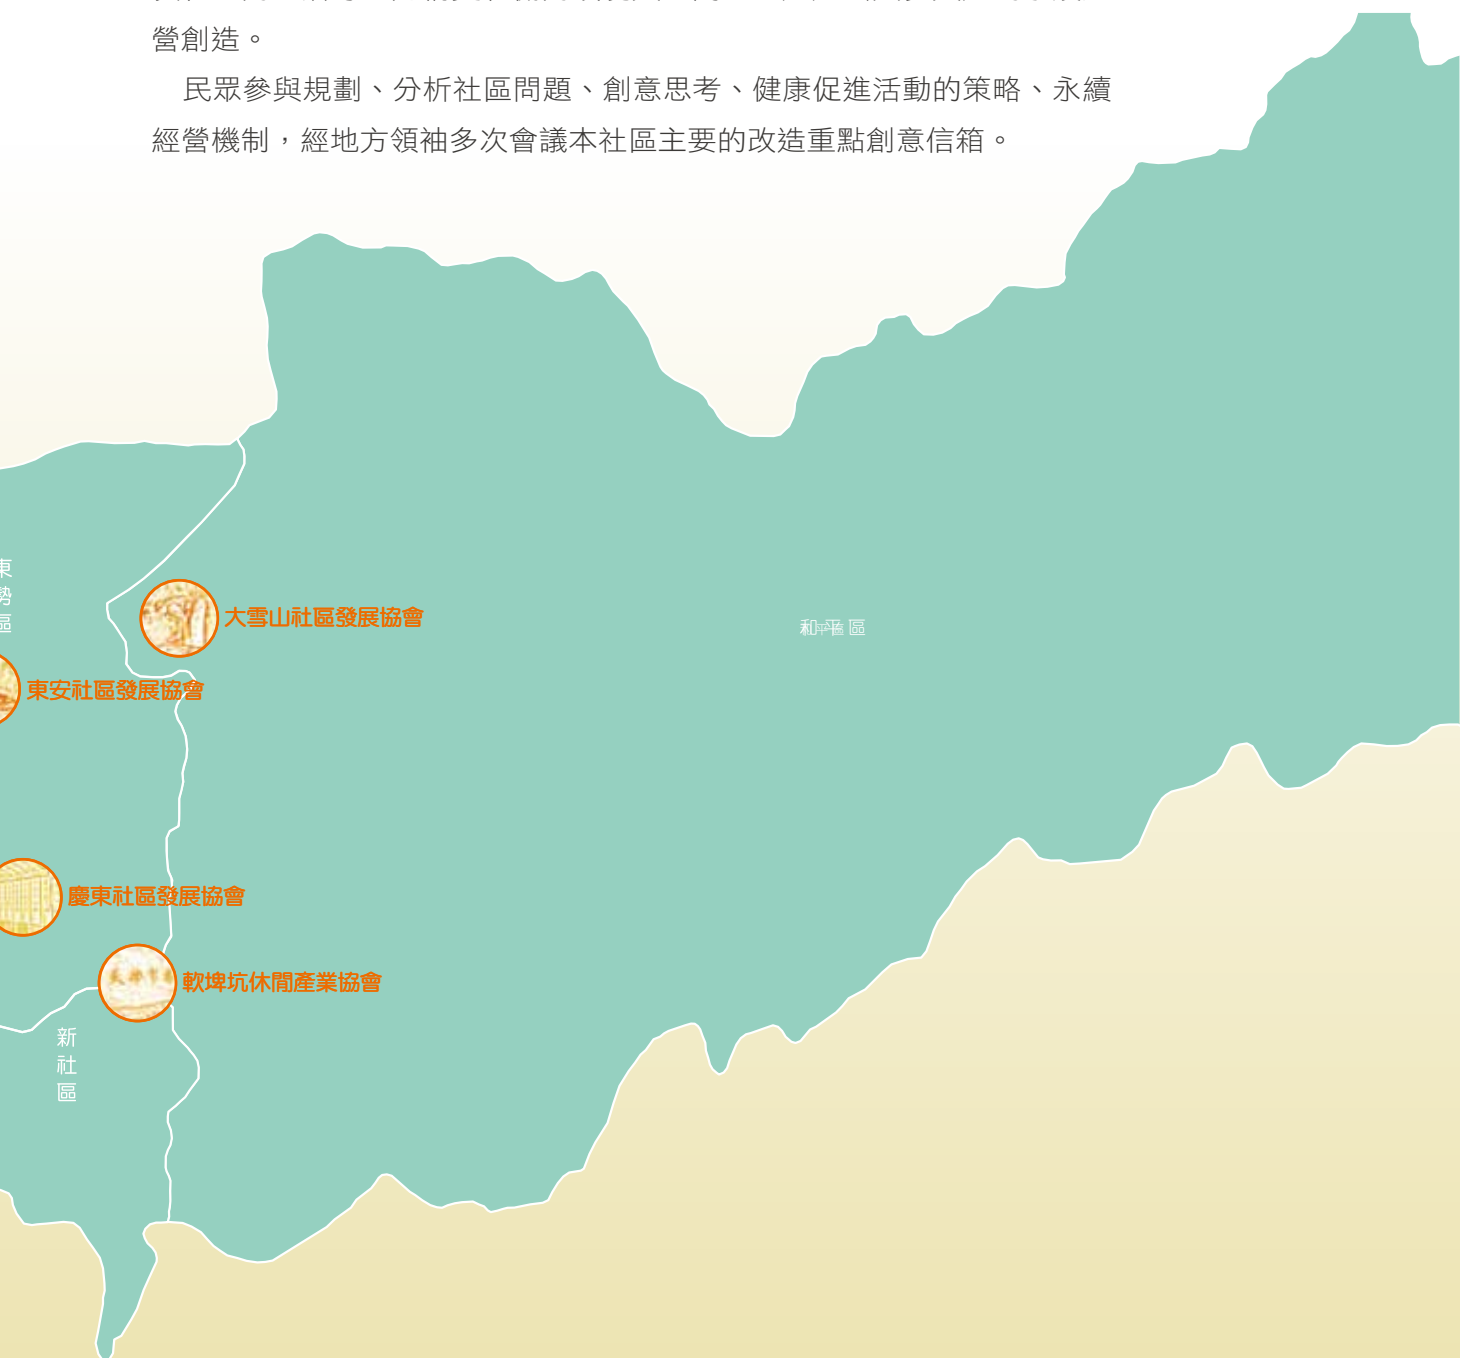 營創造。
民眾參與規劃、分析社區問題、創意思考、健康促進活動的策略、永續
經營機制，經地方領袖多次會議本社區主要的改造重點創意信箱。
東勢區
大雪山社區發展協會
和平區
東安社區發展協會
慶東社區發展協會
軟埤坑休閒產業協會
新社區